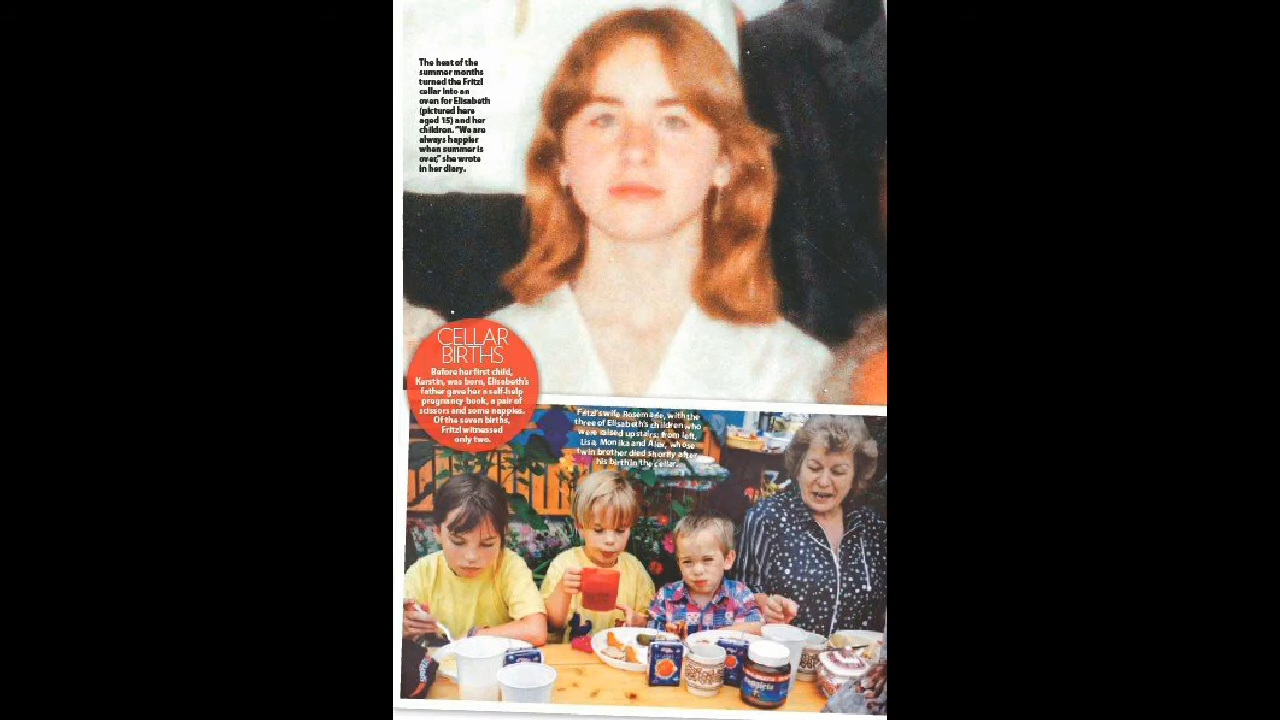 The heat of the
summer months
turned the Fritzl
cellar into an
oven for Elisabeth
(pictured here
aged 15) and her
children. "We are
always happier
when summer is
over," she wrote
in her diary.
CELLAR
BIRTHS
Before her first child,
Kerstin, was born, Elisabeth's
father gave her a self-help
pregnancy book, a pair of
scissors and some nappies.
Of the seven births,
Fritzl witnessed
only two.
Fritzl's wife Rosemarie, with the
three of Elisabeth's children who
were raised upstairs: from left,
Lisa, Monika and Alex, whose
twin brother died shortly after
his birth in the cellar.